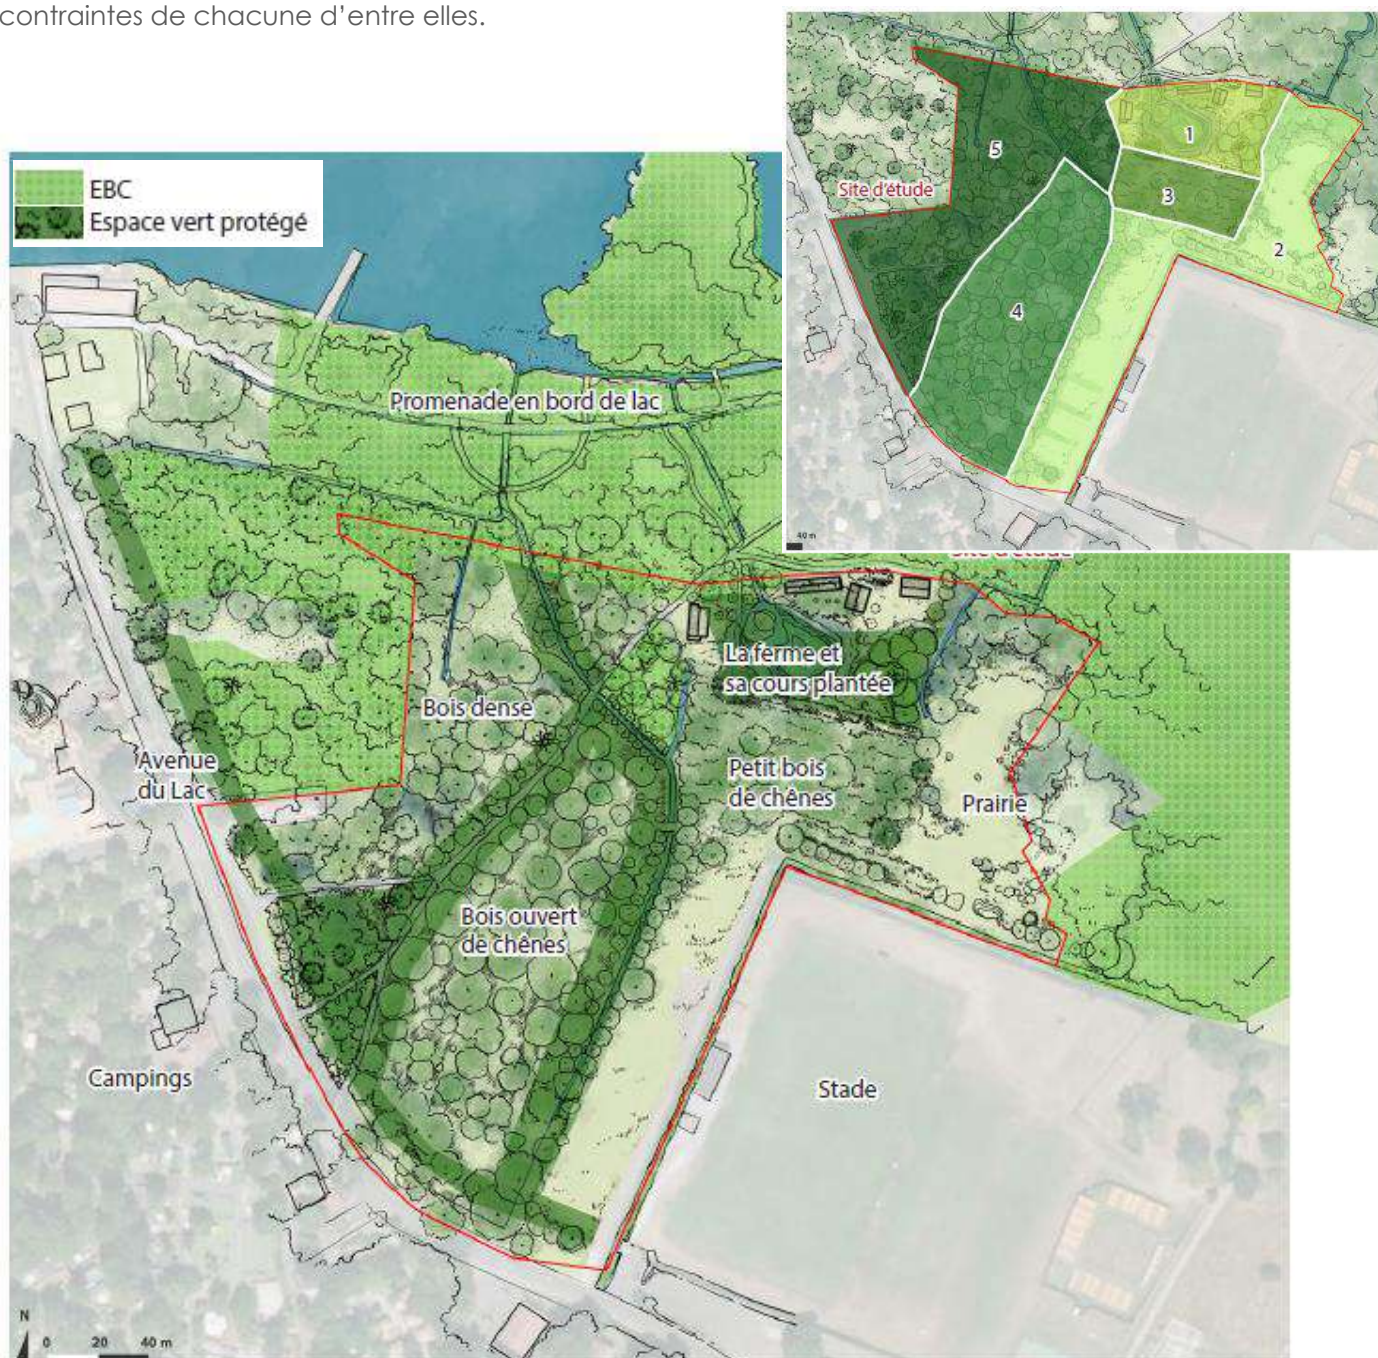 contraintes de chacune d’entre elles.
EBC
Espace vert protégé
Site d'étude
1
2
3
4
5
40 m
Promenade en bord de lac
Site d'étude
La ferme et
sa cours plantée
Bois dense
Avenue
du Lac
Petit bois
de chênes
Prairie
Bois ouvert
de chênes
Campings
Stade
N
0 20 40 m